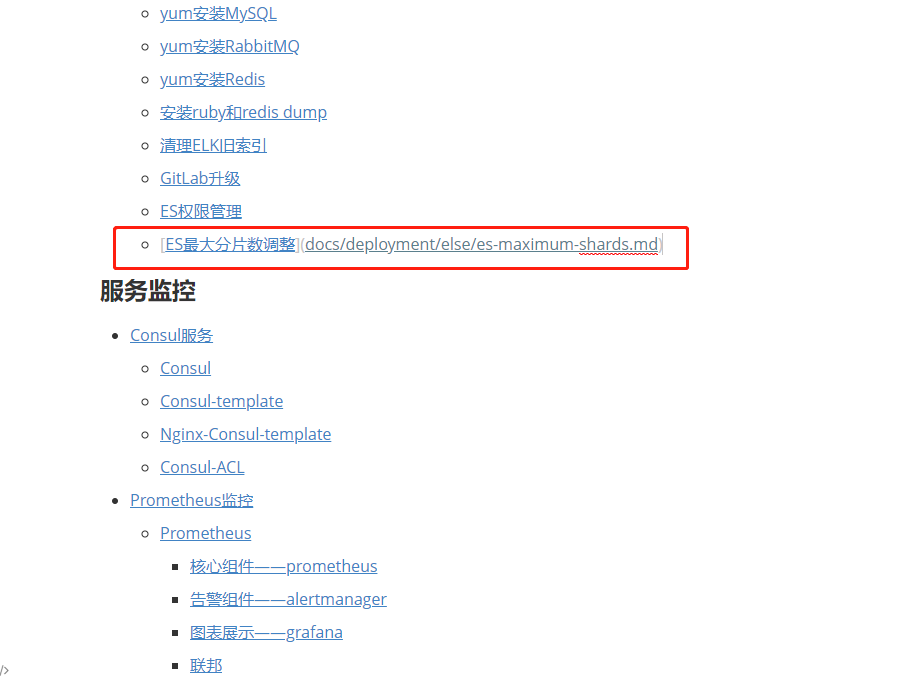 yum安装MySQL
yum安装RabbitMQ
yum安装Redis
安装ruby和redis dump
清理ELK旧索引
GitLab升级
ES权限管理
[ES最大分片数调整](docs/deployment/else/es-maximum-shards.md)
服务监控
Consul服务
Consul
Consul-template
Nginx-Consul-template
Consul-ACL
Prometheus监控
Prometheus
核心组件——prometheus
告警组件——alertmanager
图表展示——grafana
联邦
/>